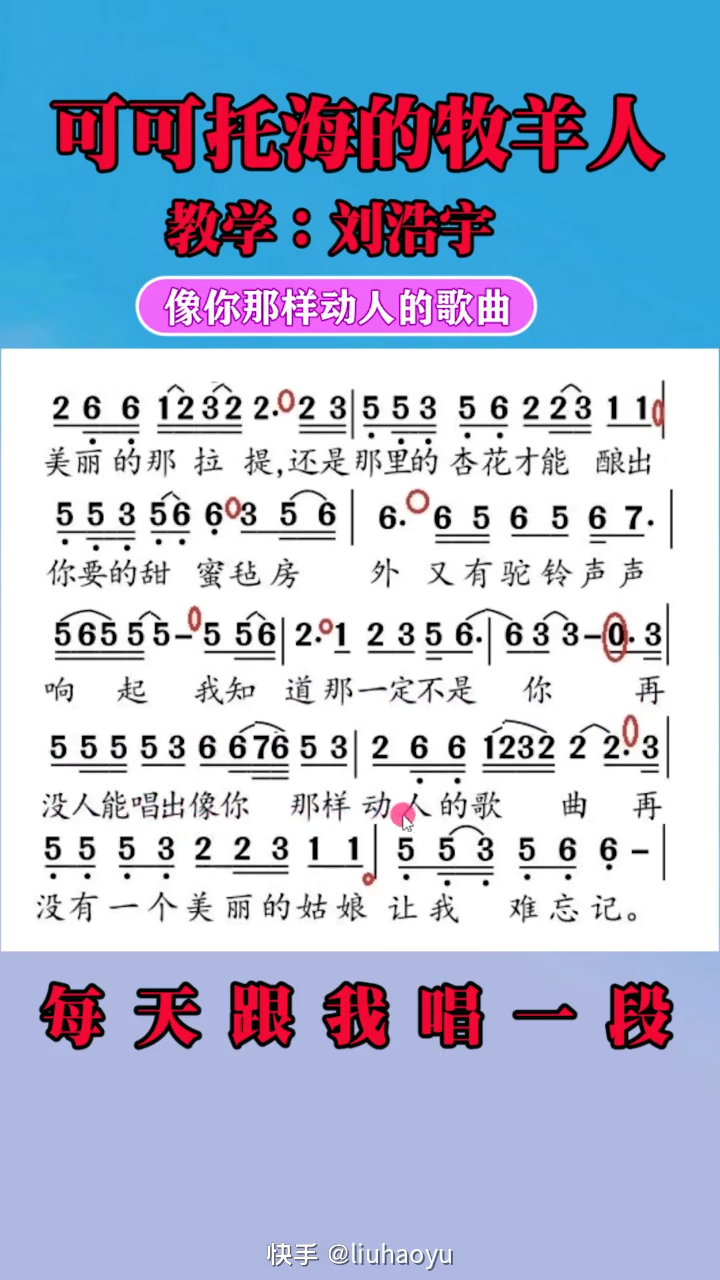 可可托海的牧羊人
教学：刘浩宇
像你那样动人的歌曲
2 6 6 1232 2. 2 3 | 5 5 3 5 6 2 2 3 1 1 |
美丽的那 拉 提,还是那里的 杏花才能 酿出
5 5 3 56 6 3 5 6 | 6. 6 5 6 5 6 7. |
你要的甜 蜜毡房 外 又有驼铃声声
5655 5– 5 56 | 2. 1 2 3 5 6. | 6 3 3–0. 3 |
响 起 我知 道那一定不是 你 再
5 5 5 5 3 6 676 5 3 | 2 6 6 1232 2 2. 3 |
没人能唱出像你 那样动人的歌 曲 再
5 5 5 3 2 2 3 1 1 | 5 5 3 5 6 6 – |
没有一个美丽的姑娘 让我 难忘记。
每天跟我唱一段
快手 @liuhaoyu